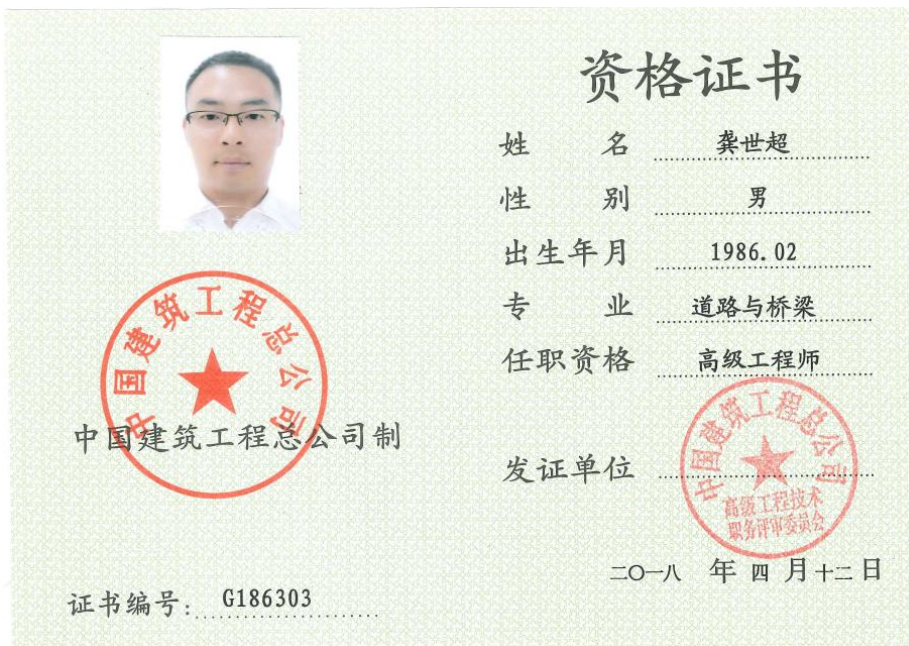 中国建筑工程总公司
中国建筑工程总公司制
证书编号: G186303
资格证书
姓 名 龚世超
性 别 男
出生年月 1986.02
专 业 道路与桥梁
任职资格 高级工程师
发证单位
中国建筑工程总公司
高级工程技术
职务评审委员会
二〇一八 年 四 月 十二 日